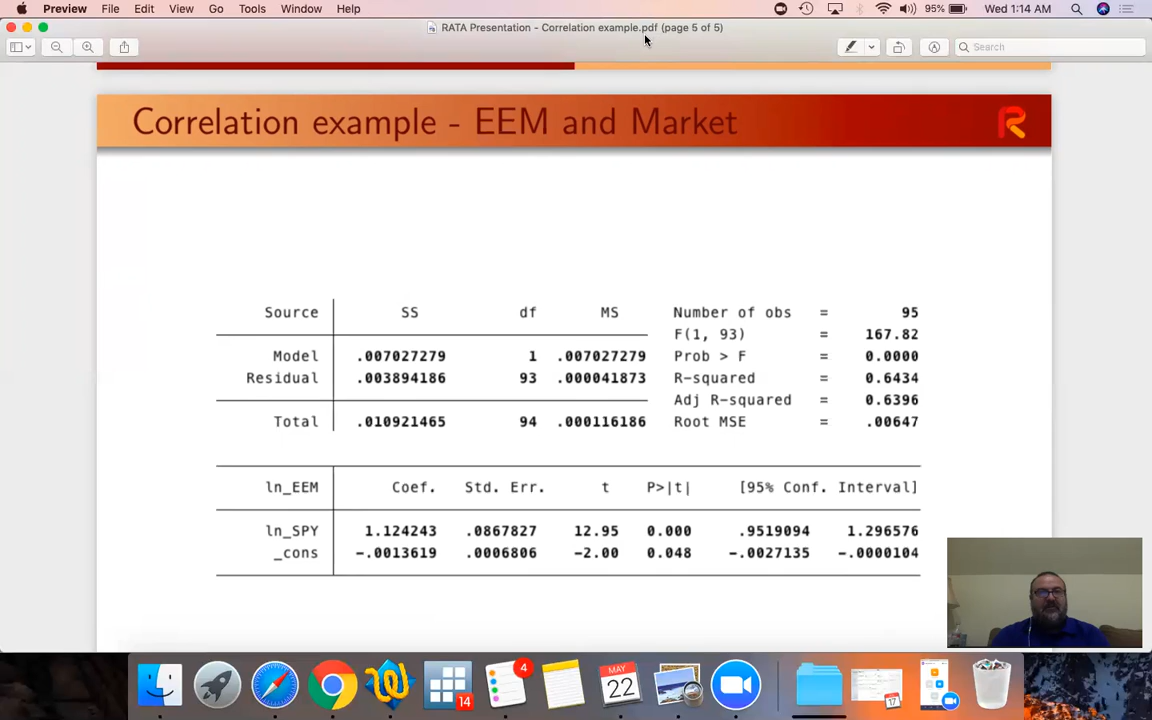 Preview File Edit View Go Tools Window Help 95% Wed 1:14 AM
RATA Presentation - Correlation example.pdf (page 5 of 5)
Search
Correlation example - EEM and Market
R
Source SS df MS Number of obs = 95
F(1, 93) = 167.82
Model .007027279 1 .007027279 Prob > F = 0.0000
Residual .003894186 93 .000041873 R-squared = 0.6434
Adj R-squared = 0.6396
Total .010921465 94 .000116186 Root MSE = .00647
ln_EEM Coef. Std. Err. t P>|t| [95% Conf. Interval]
ln_SPY 1.124243 .0867827 12.95 0.000 .9519094 1.296576
_cons -.0013619 .0006806 -2.00 0.048 -.0027135 -.0000104
4
MAY
22
14
17